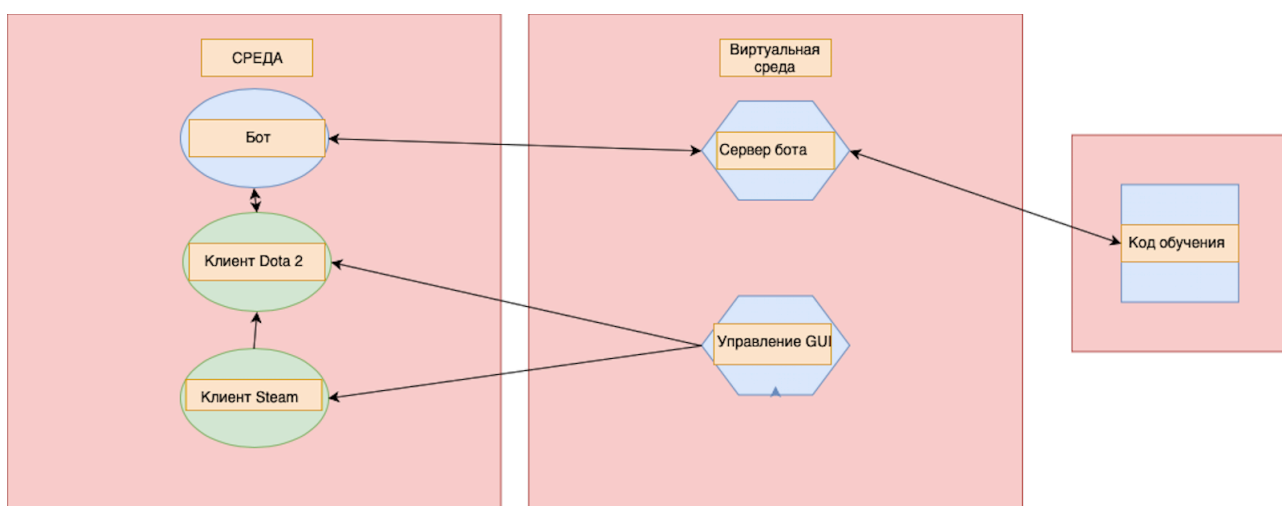 СРЕДА
Виртуальная
среда
Бот
Сервер бота
Код обучения
Клиент Dota 2
Управление GUI
Клиент Steam